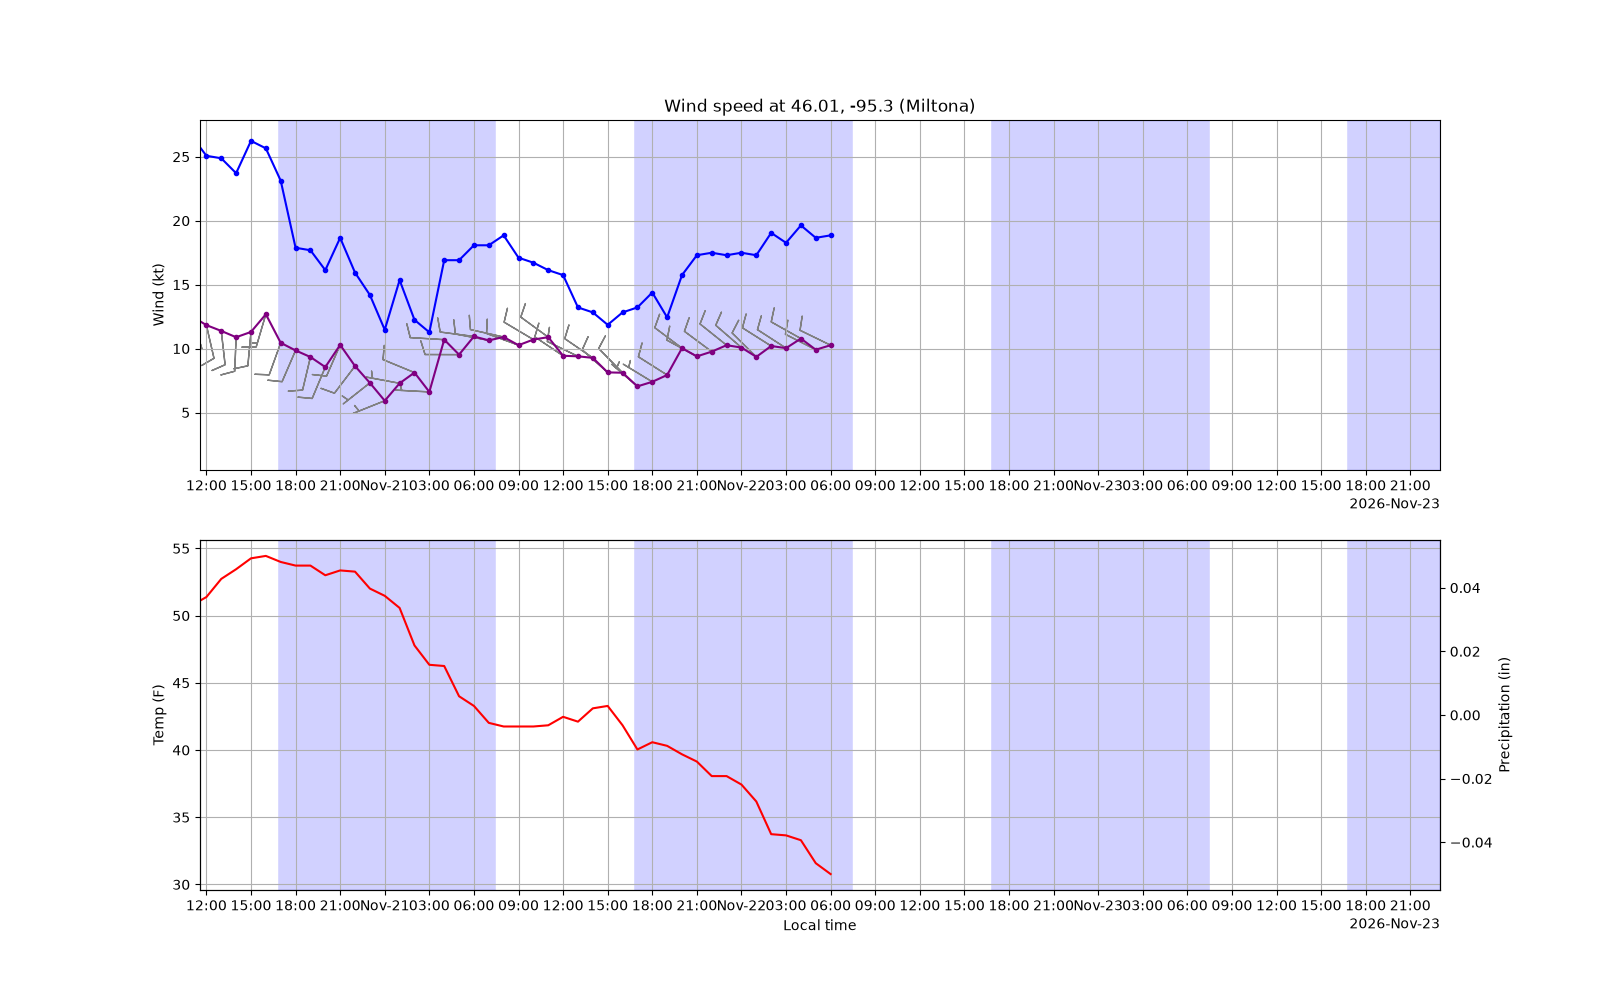 Wind speed at 46.01, -95.3 (Miltona)
Wind (kt)
25
20
15
10
5
12:00 15:00 18:00 21:00 Nov-21 03:00 06:00 09:00 12:00 15:00 18:00 21:00 Nov-22 03:00 06:00 09:00 12:00 15:00 18:00 21:00 Nov-23 03:00 06:00 09:00 12:00 15:00 18:00 21:00
2026-Nov-23
Temp (F)
55
50
45
40
35
30
0.04
0.02
0.00
−0.02
−0.04
Precipitation (in)
12:00 15:00 18:00 21:00 Nov-21 03:00 06:00 09:00 12:00 15:00 18:00 21:00 Nov-22 03:00 06:00 09:00 12:00 15:00 18:00 21:00 Nov-23 03:00 06:00 09:00 12:00 15:00 18:00 21:00
Local time
2026-Nov-23